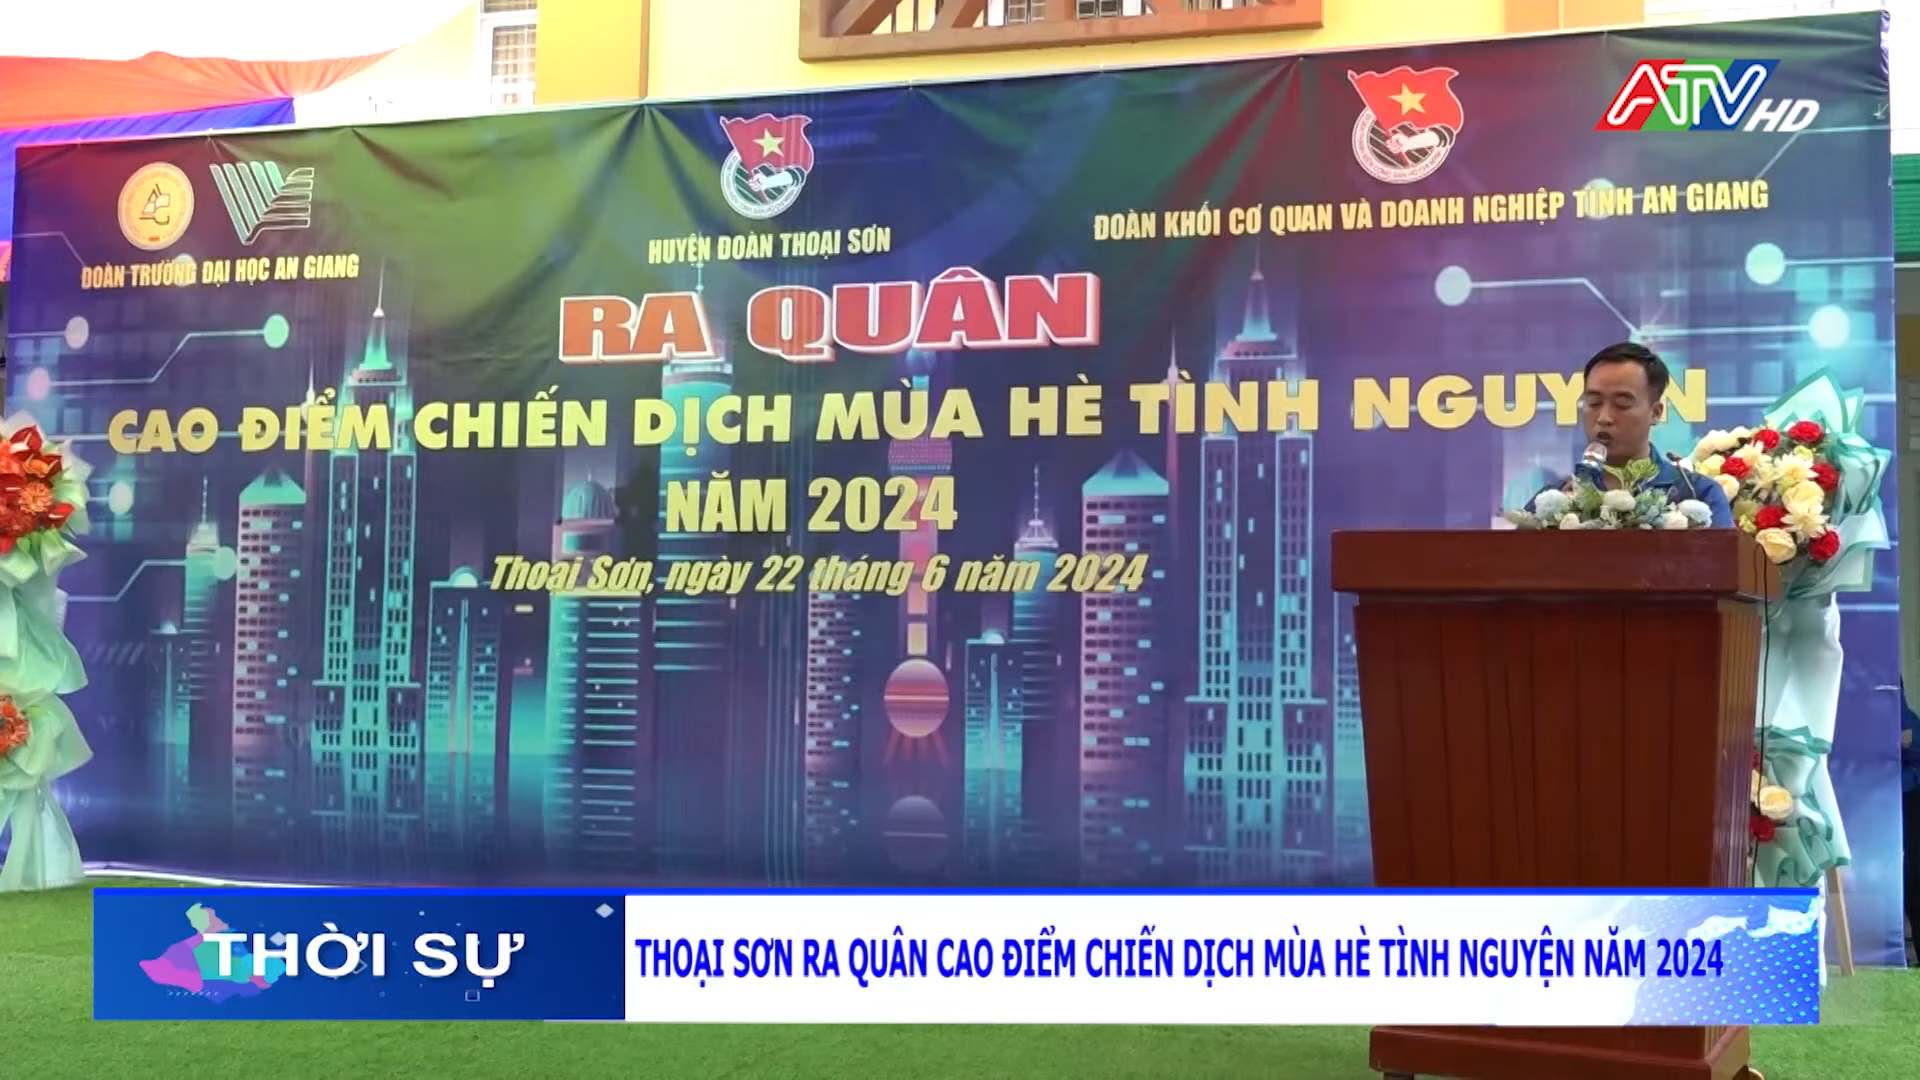 ATV HD
ĐOÀN TRƯỜNG ĐẠI HỌC AN GIANG
HUYỆN ĐOÀN THOẠI SƠN
ĐOÀN KHỐI CƠ QUAN VÀ DOANH NGHIỆP TỈNH AN GIANG
RA QUÂN
CAO ĐIỂM CHIẾN DỊCH MÙA HÈ TÌNH NGUYỆN
NĂM 2024
Thoại Sơn, ngày 22 tháng 6 năm 2024
THỜI SỰ
THOẠI SƠN RA QUÂN CAO ĐIỂM CHIẾN DỊCH MÙA HÈ TÌNH NGUYỆN NĂM 2024